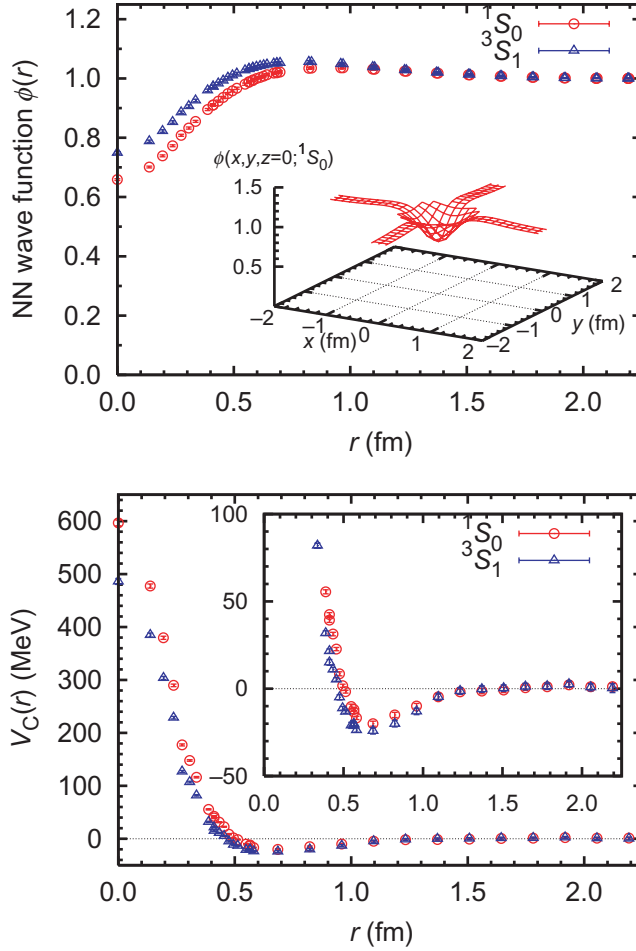 NN wave function ϕ(r)
1.2
1.0
0.8
0.6
0.4
0.2
0.0
¹S₀
³S₁
ϕ(x,y,z=0;¹S₀)
1.5
1.0
0.5
–2
–1
0
1
2
x (fm)
–2
–1
0
1
2
y (fm)
0.0 0.5 1.0 1.5 2.0
r (fm)
V_C(r) (MeV)
600
500
400
300
200
100
0
100
50
0
–50
¹S₀
³S₁
0.0 0.5 1.0 1.5 2.0
0.0 0.5 1.0 1.5 2.0
r (fm)